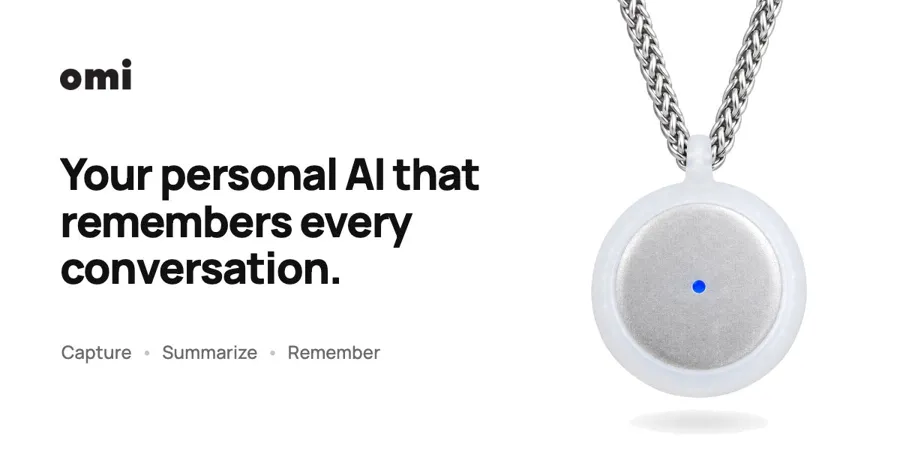 omi
Your personal AI that
remembers every
conversation.
Capture • Summarize • Remember